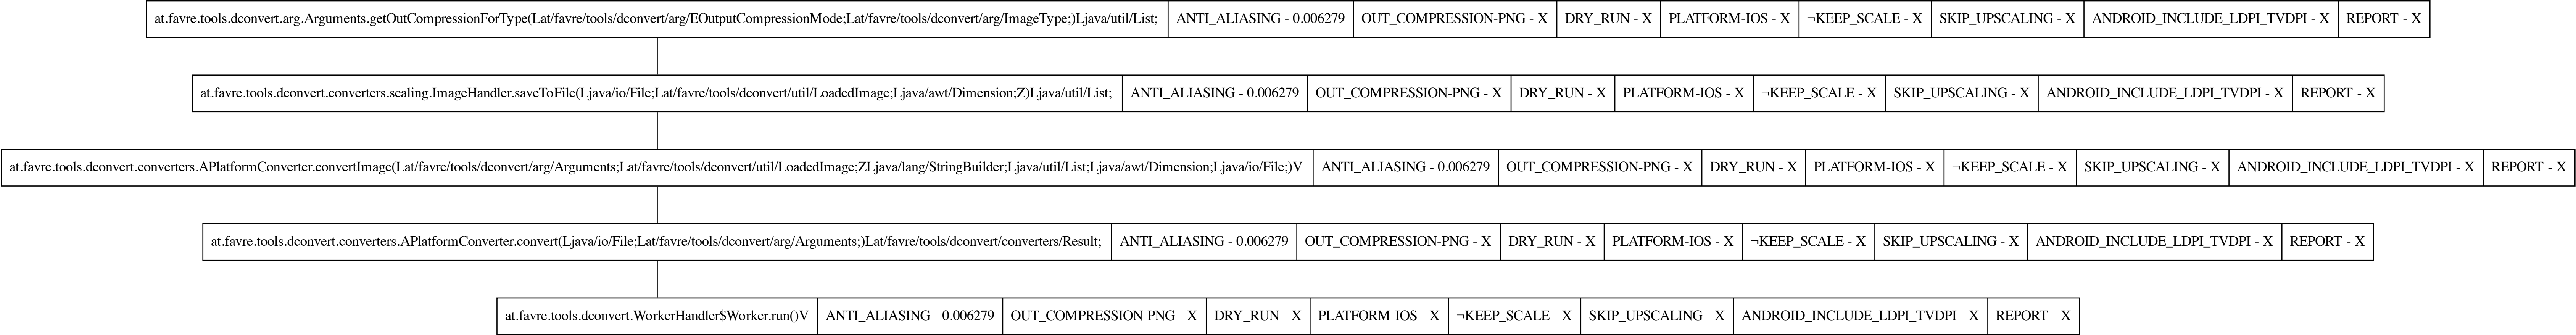 at.favre.tools.dconvert.arg.Arguments.getOutCompressionForType(Lat/favre/tools/dconvert/arg/EOutputCompressionMode;Lat/favre/tools/dconvert/arg/ImageType;)Ljava/util/List; ANTI_ALIASING - 0.006279 OUT_COMPRESSION-PNG - X DRY_RUN - X PLATFORM-IOS - X ¬KEEP_SCALE - X SKIP_UPSCALING - X ANDROID_INCLUDE_LDPI_TVDPI - X REPORT - X
at.favre.tools.dconvert.converters.scaling.ImageHandler.saveToFile(Ljava/io/File;Lat/favre/tools/dconvert/util/LoadedImage;Ljava/awt/Dimension;Z)Ljava/util/List; ANTI_ALIASING - 0.006279 OUT_COMPRESSION-PNG - X DRY_RUN - X PLATFORM-IOS - X ¬KEEP_SCALE - X SKIP_UPSCALING - X ANDROID_INCLUDE_LDPI_TVDPI - X REPORT - X
at.favre.tools.dconvert.converters.APlatformConverter.convertImage(Lat/favre/tools/dconvert/arg/Arguments;Lat/favre/tools/dconvert/util/LoadedImage;ZLjava/lang/StringBuilder;Ljava/util/List;Ljava/awt/Dimension;Ljava/io/File;)V ANTI_ALIASING - 0.006279 OUT_COMPRESSION-PNG - X DRY_RUN - X PLATFORM-IOS - X ¬KEEP_SCALE - X SKIP_UPSCALING - X ANDROID_INCLUDE_LDPI_TVDPI - X REPORT - X
at.favre.tools.dconvert.converters.APlatformConverter.convert(Ljava/io/File;Lat/favre/tools/dconvert/arg/Arguments;)Lat/favre/tools/dconvert/converters/Result; ANTI_ALIASING - 0.006279 OUT_COMPRESSION-PNG - X DRY_RUN - X PLATFORM-IOS - X ¬KEEP_SCALE - X SKIP_UPSCALING - X ANDROID_INCLUDE_LDPI_TVDPI - X REPORT - X
at.favre.tools.dconvert.WorkerHandler$Worker.run()V ANTI_ALIASING - 0.006279 OUT_COMPRESSION-PNG - X DRY_RUN - X PLATFORM-IOS - X ¬KEEP_SCALE - X SKIP_UPSCALING - X ANDROID_INCLUDE_LDPI_TVDPI - X REPORT - X